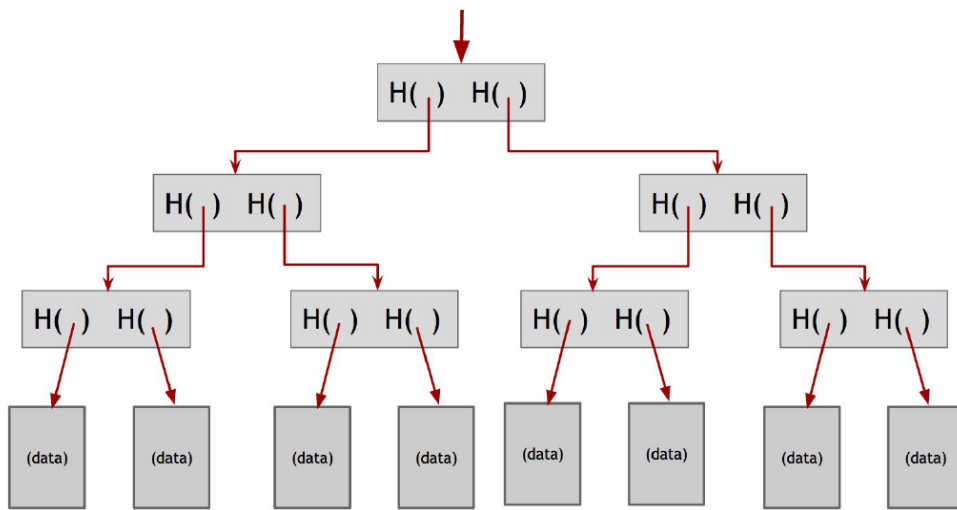 H( ) H( )
H( ) H( ) H( ) H( )
H( ) H( ) H( ) H( ) H( ) H( ) H( ) H( )
(data) (data) (data) (data) (data) (data) (data) (data)